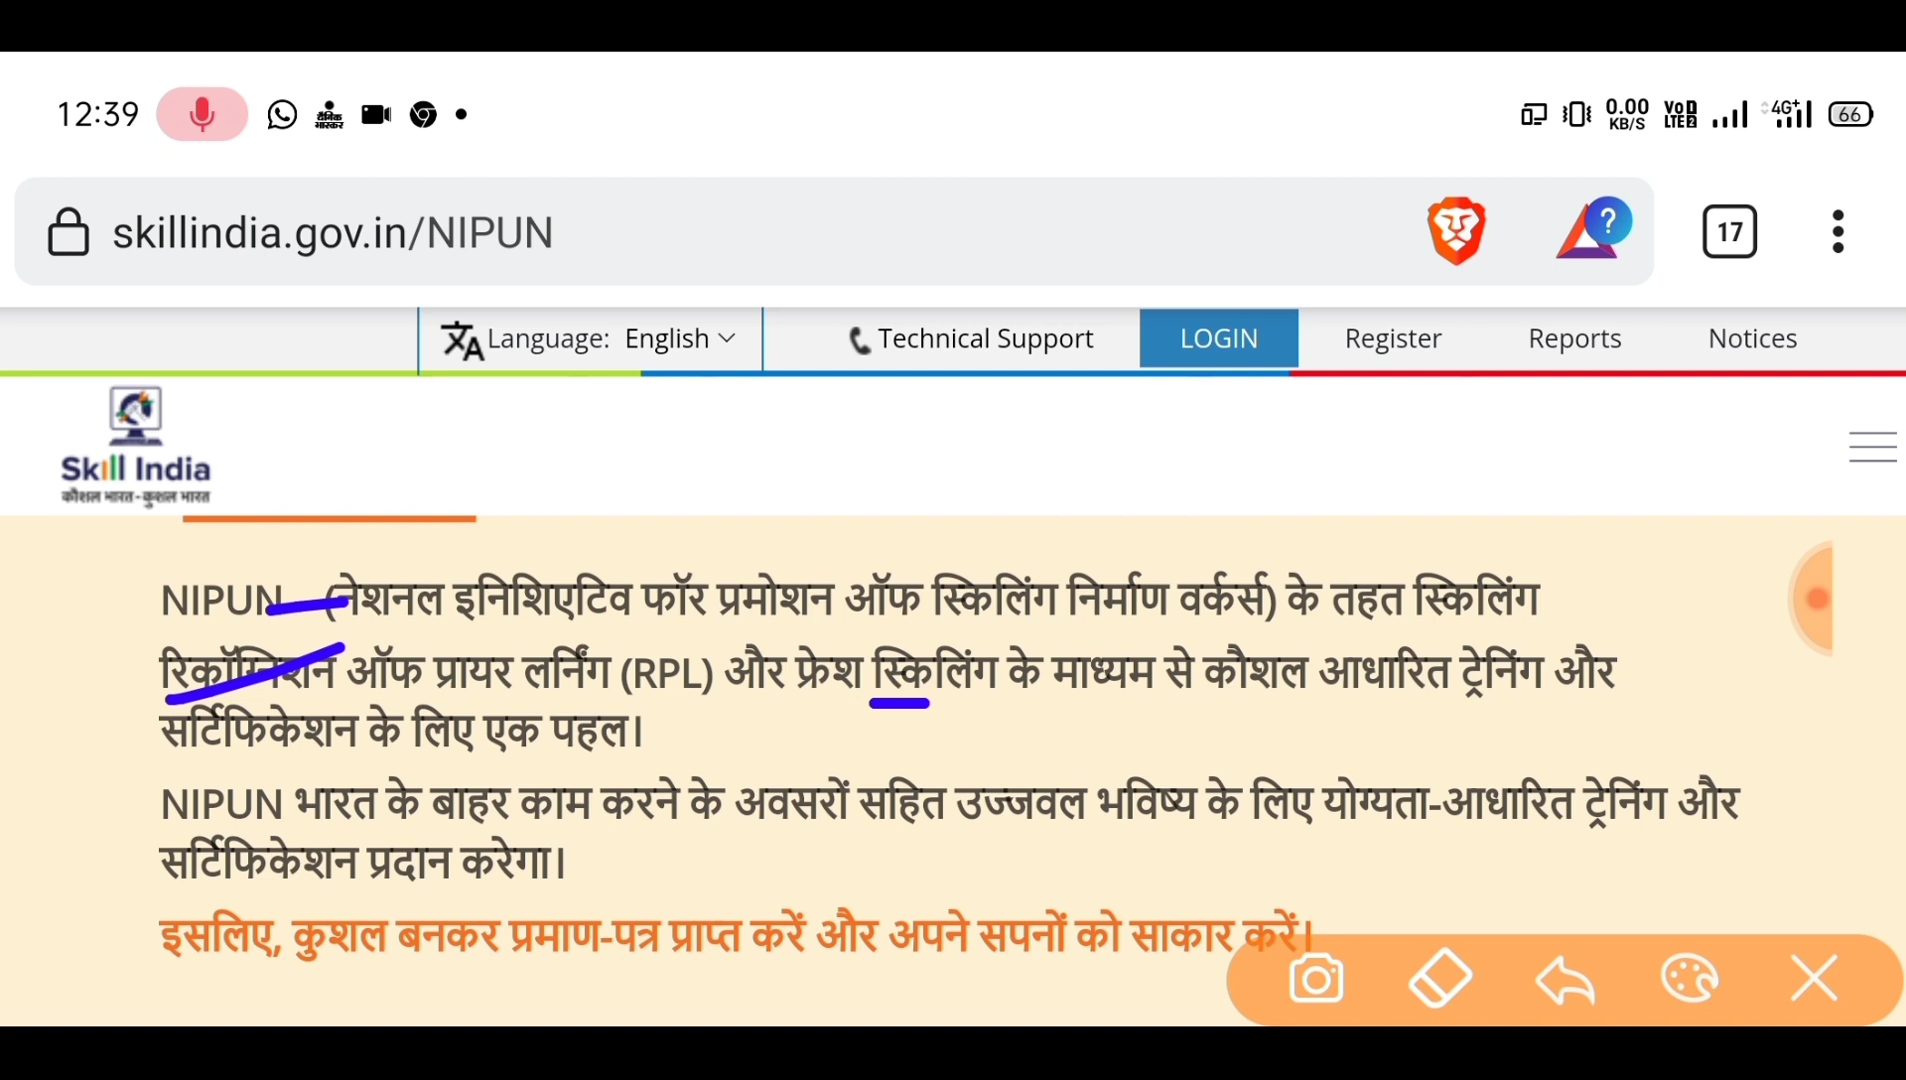 12:39 दैनिक भास्कर 0.00 KB/S VoD LTE2 4G+ 66
skillindia.gov.in/NIPUN ? 17
Language: English Technical Support LOGIN Register Reports Notices
Skill India
कौशल भारत-कुशल भारत
NIPUN (नेशनल इनिशिएटिव फॉर प्रमोशन ऑफ स्किलिंग निर्माण वर्कर्स) के तहत स्किलिंग
रिकॉग्निशन ऑफ प्रायर लर्निंग (RPL) और फ्रेश स्किलिंग के माध्यम से कौशल आधारित ट्रेनिंग और
सर्टिफिकेशन के लिए एक पहल।
NIPUN भारत के बाहर काम करने के अवसरों सहित उज्जवल भविष्य के लिए योग्यता-आधारित ट्रेनिंग और
सर्टिफिकेशन प्रदान करेगा।
इसलिए, कुशल बनकर प्रमाण-पत्र प्राप्त करें और अपने सपनों को साकार करें।